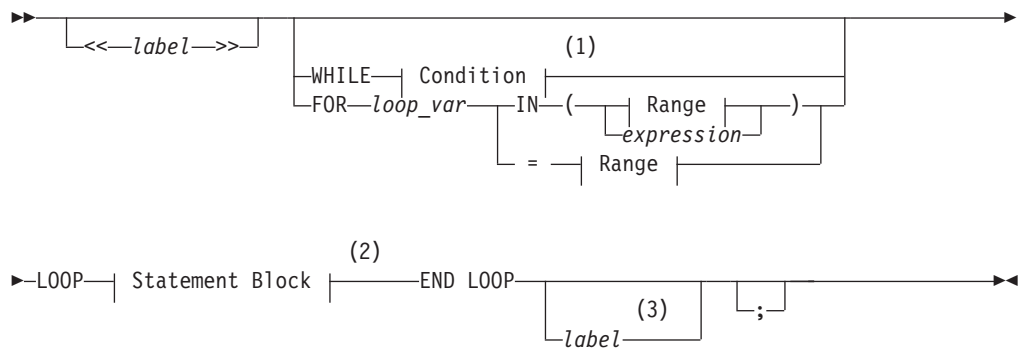 << label >>
(1)
WHILE Condition
FOR loop_var IN ( Range )
expression
= Range
(2)
LOOP Statement Block END LOOP
(3)
;
label